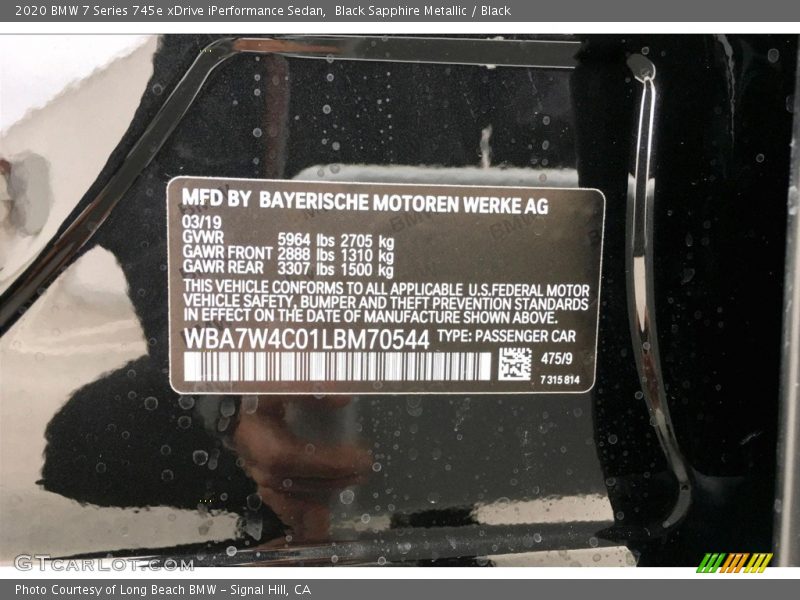 2020 BMW 7 Series 745e xDrive iPerformance Sedan, Black Sapphire Metallic / Black
MFD BY BAYERISCHE MOTOREN WERKE AG
03/19
GVWR 5964 lbs 2705 kg
GAWR FRONT 2888 lbs 1310 kg
GAWR REAR 3307 lbs 1500 kg
THIS VEHICLE CONFORMS TO ALL APPLICABLE U.S.FEDERAL MOTOR
VEHICLE SAFETY, BUMPER AND THEFT PREVENTION STANDARDS
IN EFFECT ON THE DATE OF MANUFACTURE SHOWN ABOVE.
WBA7W4C01LBM70544 TYPE: PASSENGER CAR
475/9
7 315 814
GTCARLOT.COM
Photo Courtesy of Long Beach BMW - Signal Hill, CA